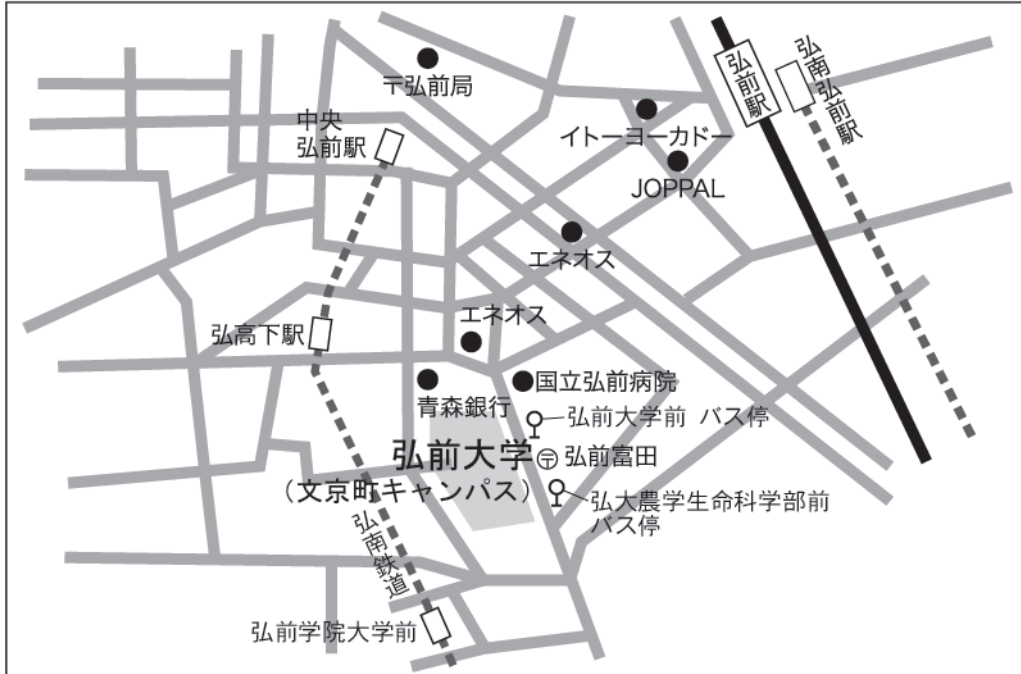 〒弘前局
弘前駅
弘南弘前駅
中央
弘前駅
イトーヨーカドー
JOPPAL
エネオス
エネオス
弘高下駅
国立弘前病院
青森銀行
弘前大学前 バス停
弘前大学
〒弘前富田
(文京町キャンパス)
弘大農学生命科学部前
バス停
弘南鉄道
弘前学院大学前